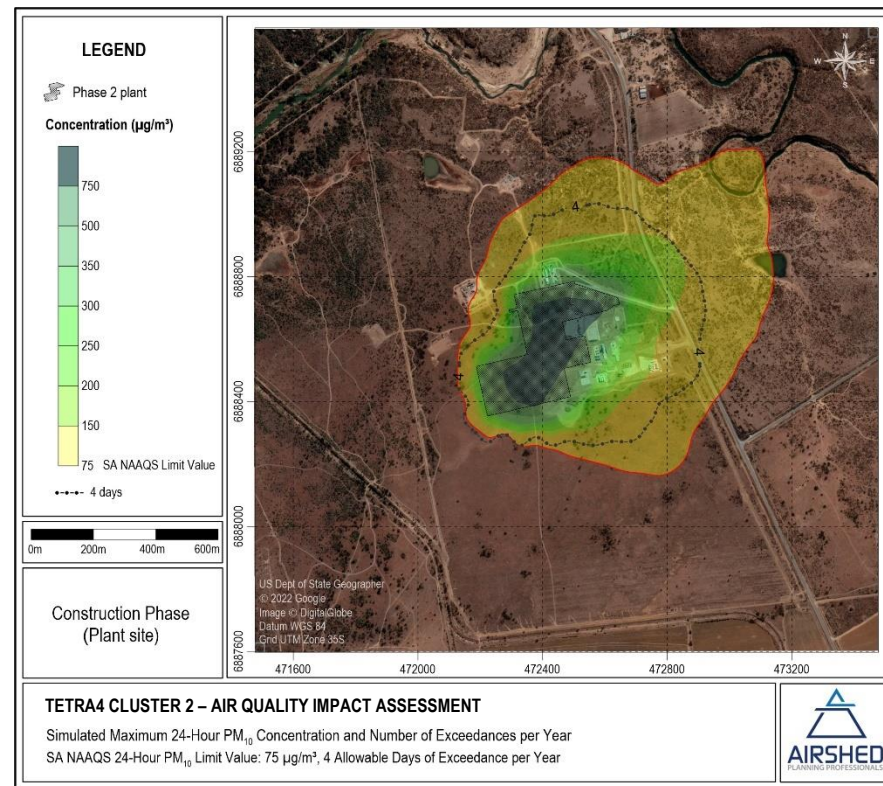 LEGEND
Phase 2 plant
Concentration (µg/m³)
750
500
350
300
250
200
150
75 SA NAAQS Limit Value
4 days
0m 200m 400m 600m
Construction Phase
(Plant site)
N
W E
S
6889200
6888800
6888400
6888000
6887600
4
4
4
US Dept of State Geographer
© 2022 Google
Image © DigitalGlobe
Datum WGS 84
Grid UTM Zone 35S
471600 472000 472400 472800 473200
TETRA4 CLUSTER 2 – AIR QUALITY IMPACT ASSESSMENT
Simulated Maximum 24-Hour PM₁₀ Concentration and Number of Exceedances per Year
SA NAAQS 24-Hour PM₁₀ Limit Value: 75 µg/m³, 4 Allowable Days of Exceedance per Year
AIRSHED
PLANNING PROFESSIONALS